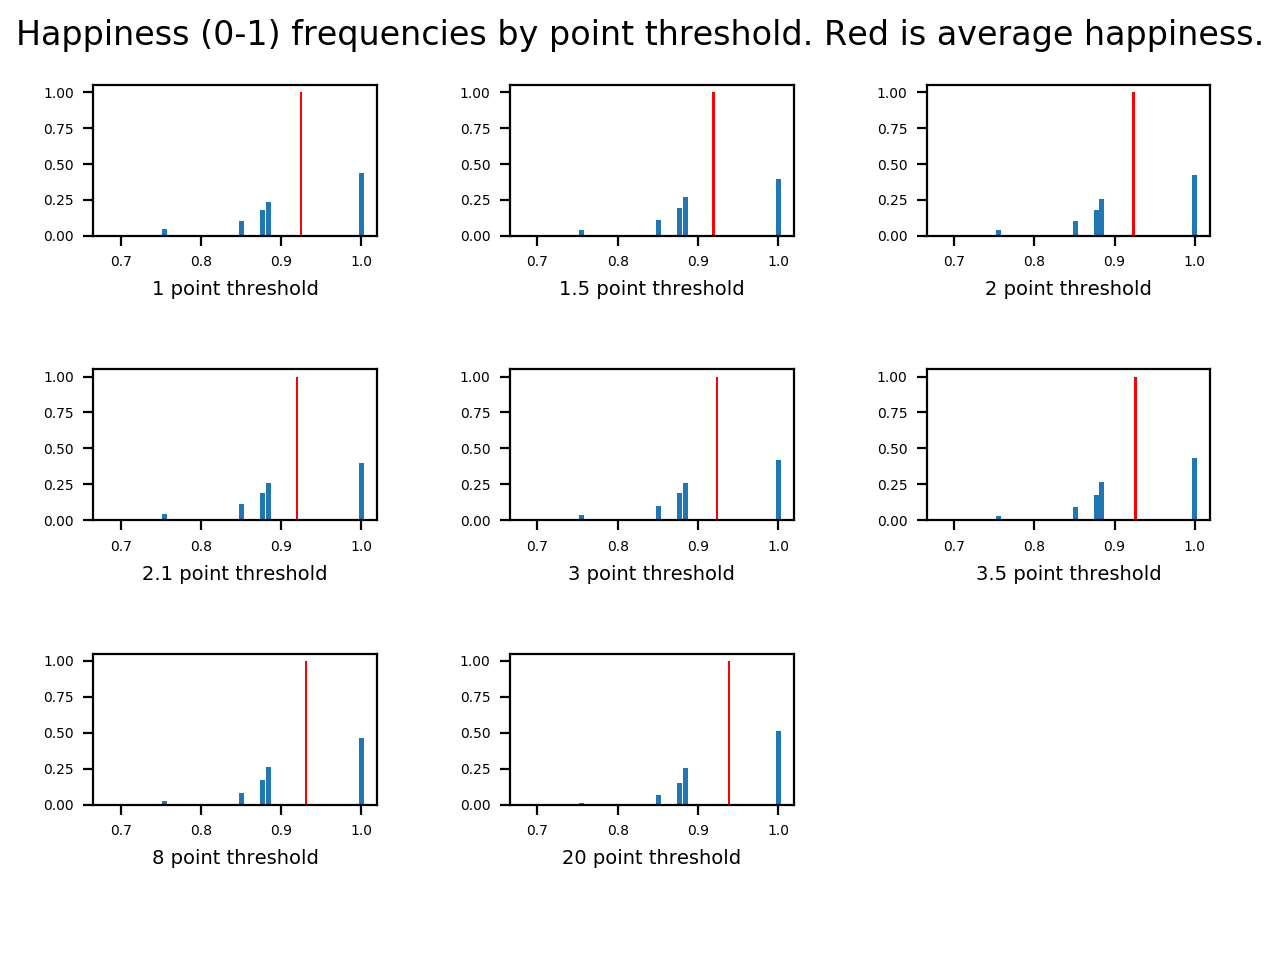 Happiness (0-1) frequencies by point threshold. Red is average happiness.
1.00 1.00 1.00
0.75 0.75 0.75
0.50 0.50 0.50
0.25 0.25 0.25
0.00 0.00 0.00
0.7 0.8 0.9 1.0 0.7 0.8 0.9 1.0 0.7 0.8 0.9 1.0
1 point threshold 1.5 point threshold 2 point threshold
1.00 1.00 1.00
0.75 0.75 0.75
0.50 0.50 0.50
0.25 0.25 0.25
0.00 0.00 0.00
0.7 0.8 0.9 1.0 0.7 0.8 0.9 1.0 0.7 0.8 0.9 1.0
2.1 point threshold 3 point threshold 3.5 point threshold
1.00 1.00
0.75 0.75
0.50 0.50
0.25 0.25
0.00 0.00
0.7 0.8 0.9 1.0 0.7 0.8 0.9 1.0
8 point threshold 20 point threshold